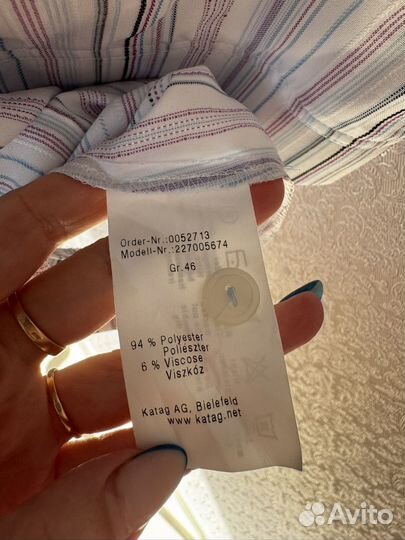 Order-Nr.:0052713
Modell-Nr.:227005674
Gr.46
94 % Polyester
Polieszter
6 % Viscose
Viszkóz
Katag AG, Bielefeld
www.katag.net
Avito